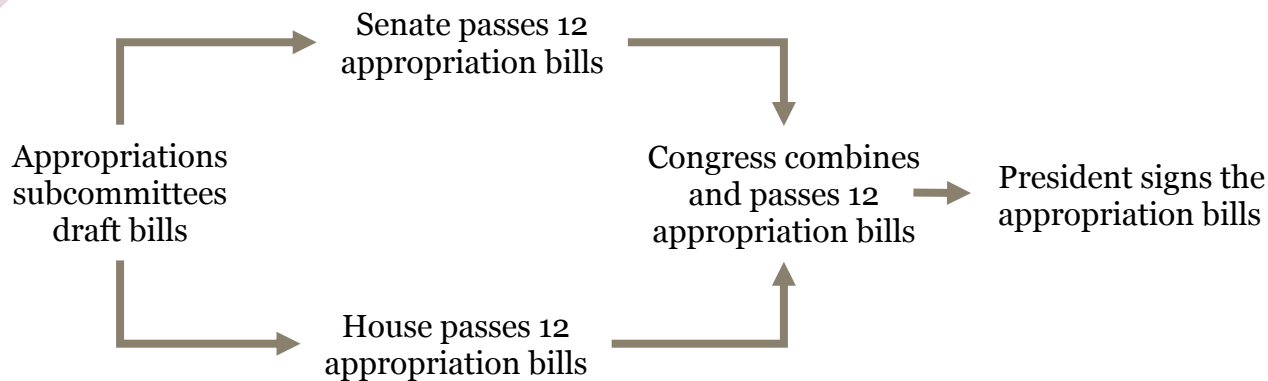 Senate passes 12
appropriation bills
Appropriations
subcommittees
draft bills
House passes 12
appropriation bills
Congress combines
and passes 12
appropriation bills
President signs the
appropriation bills